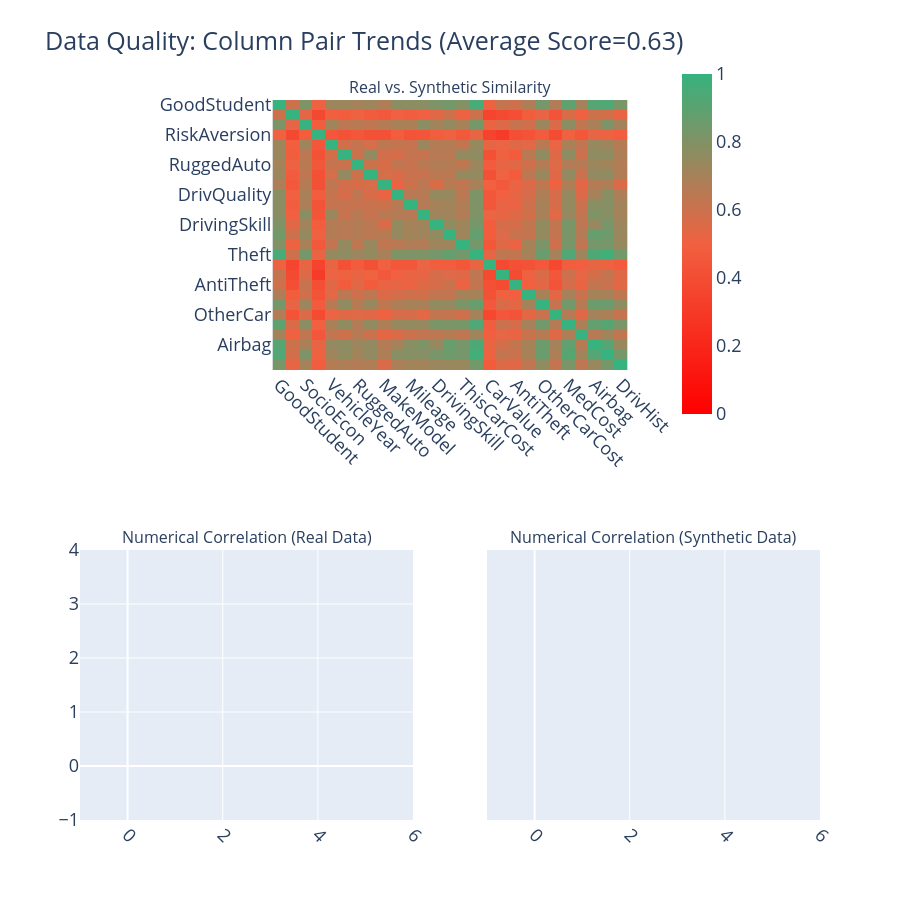 Data Quality: Column Pair Trends (Average Score=0.63)
Real vs. Synthetic Similarity
GoodStudent
RiskAversion
RuggedAuto
DrivQuality
DrivingSkill
Theft
AntiTheft
OtherCar
Airbag
GoodStudent
SocioEcon
VehicleYear
RuggedAuto
MakeModel
Mileage
DrivingSkill
ThisCarCost
CarValue
AntiTheft
OtherCarCost
MedCost
Airbag
DrivHist
1
0.8
0.6
0.4
0.2
0
Numerical Correlation (Real Data)
4
3
2
1
0
−1
0
2
4
6
Numerical Correlation (Synthetic Data)
0
2
4
6